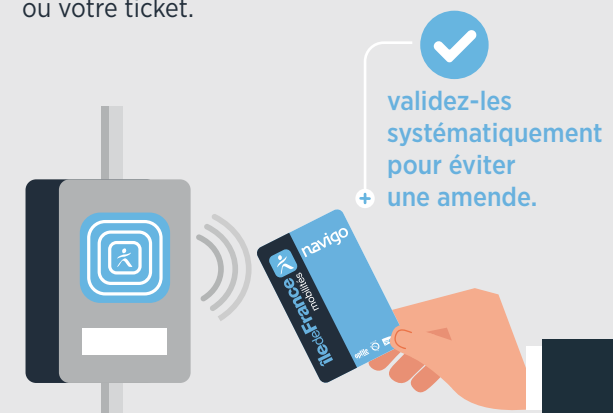 ou votre ticket.
validez-les
systématiquement
pour éviter
une amende.
navigo
îledeFrance
mobilités